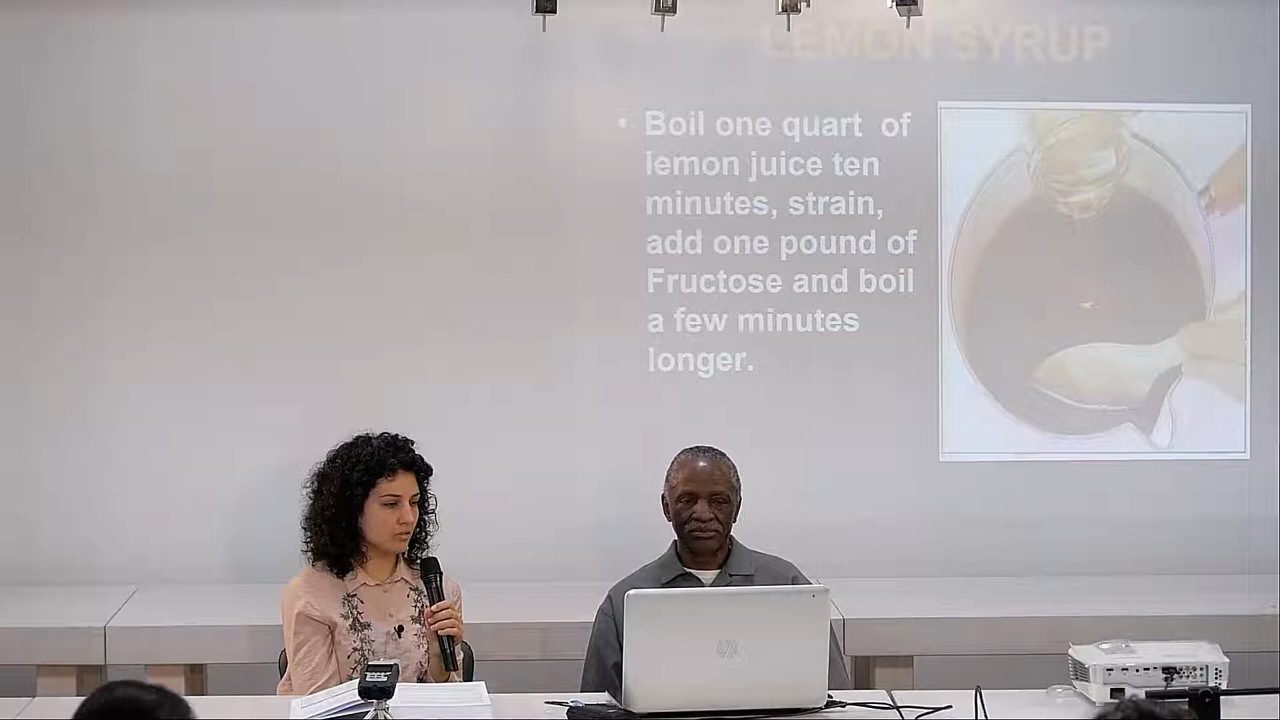 LEMON SYRUP
• Boil one quart of
lemon juice ten
minutes, strain,
add one pound of
Fructose and boil
a few minutes
longer.
hp